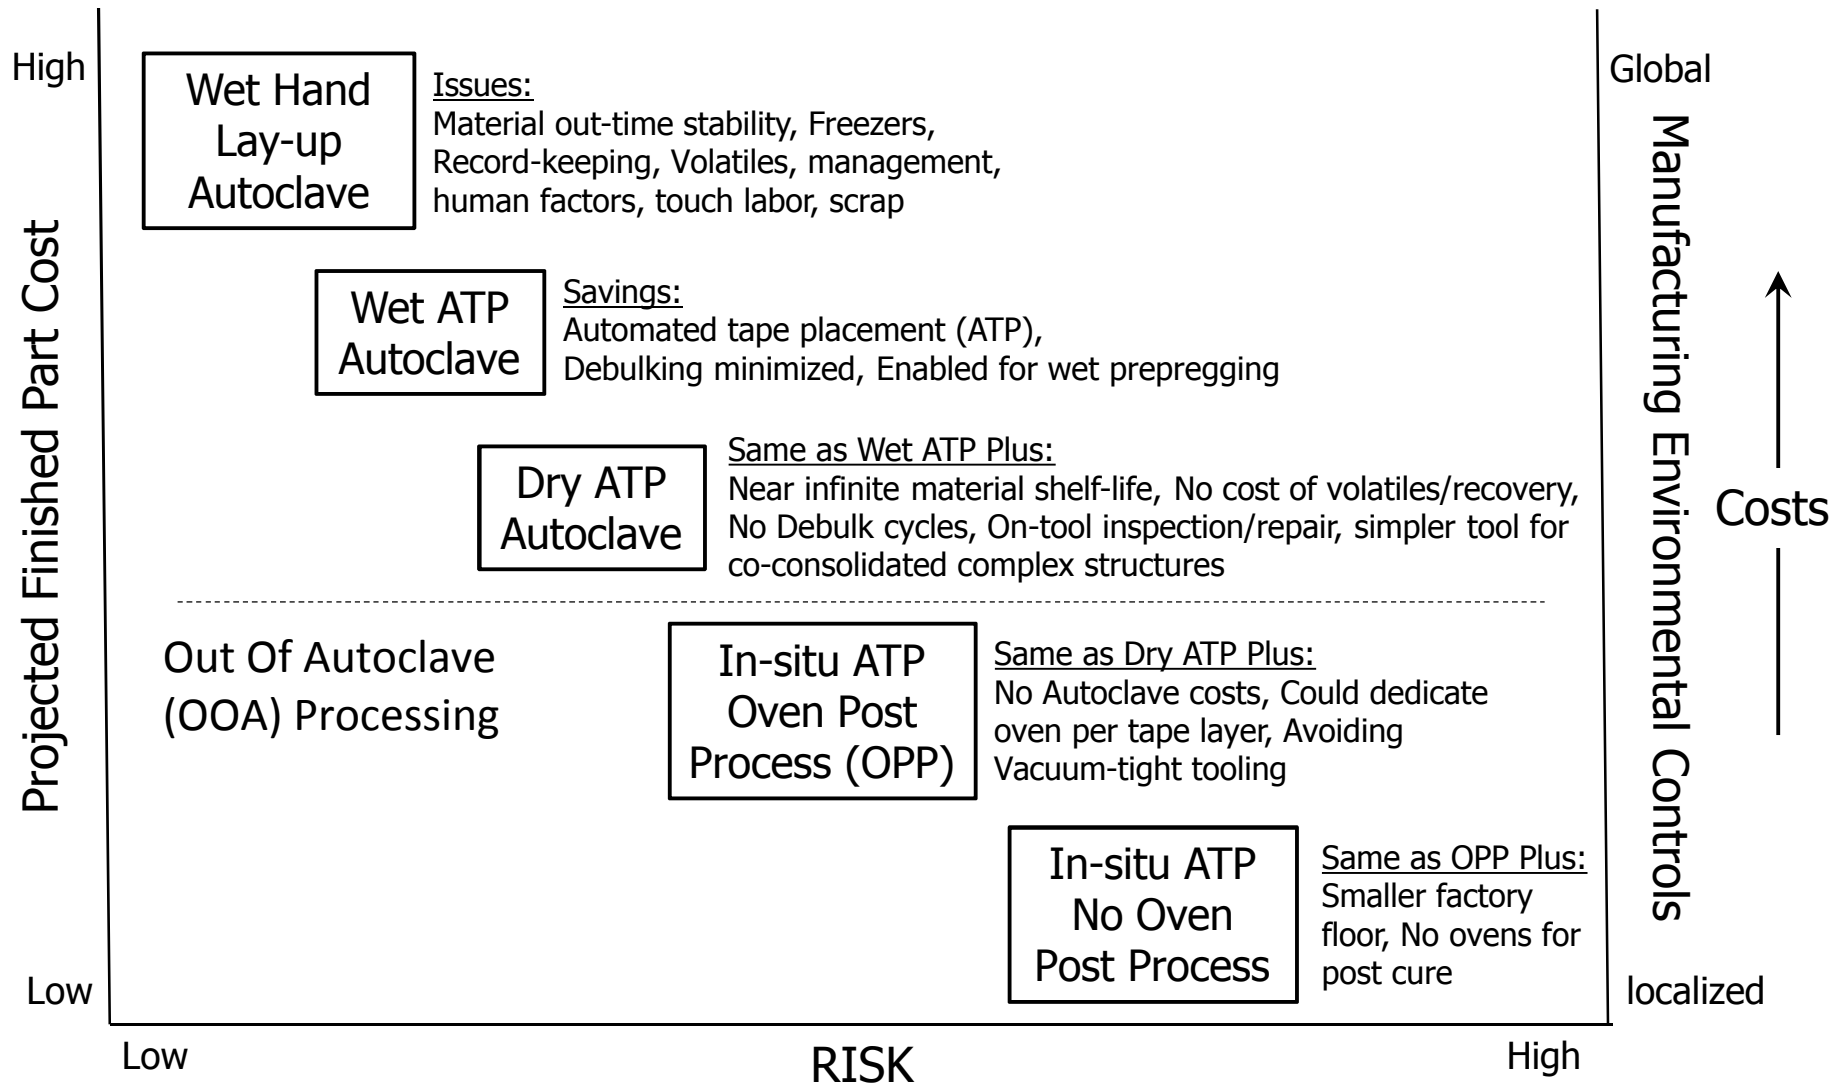 High
Wet Hand
Lay-up
Autoclave
Issues:
Material out-time stability, Freezers,
Record-keeping, Volatiles, management,
human factors, touch labor, scrap
Global
Projected Finished Part Cost
Manufacturing Environmental Controls
Costs
Wet ATP
Autoclave
Savings:
Automated tape placement (ATP),
Debulking minimized, Enabled for wet prepregging
Dry ATP
Autoclave
Same as Wet ATP Plus:
Near infinite material shelf-life, No cost of volatiles/recovery,
No Debulk cycles, On-tool inspection/repair, simpler tool for
co-consolidated complex structures
Out Of Autoclave
(OOA) Processing
In-situ ATP
Oven Post
Process (OPP)
Same as Dry ATP Plus:
No Autoclave costs, Could dedicate
oven per tape layer, Avoiding
Vacuum-tight tooling
In-situ ATP
No Oven
Post Process
Same as OPP Plus:
Smaller factory
floor, No ovens for
post cure
Low
localized
Low
RISK
High